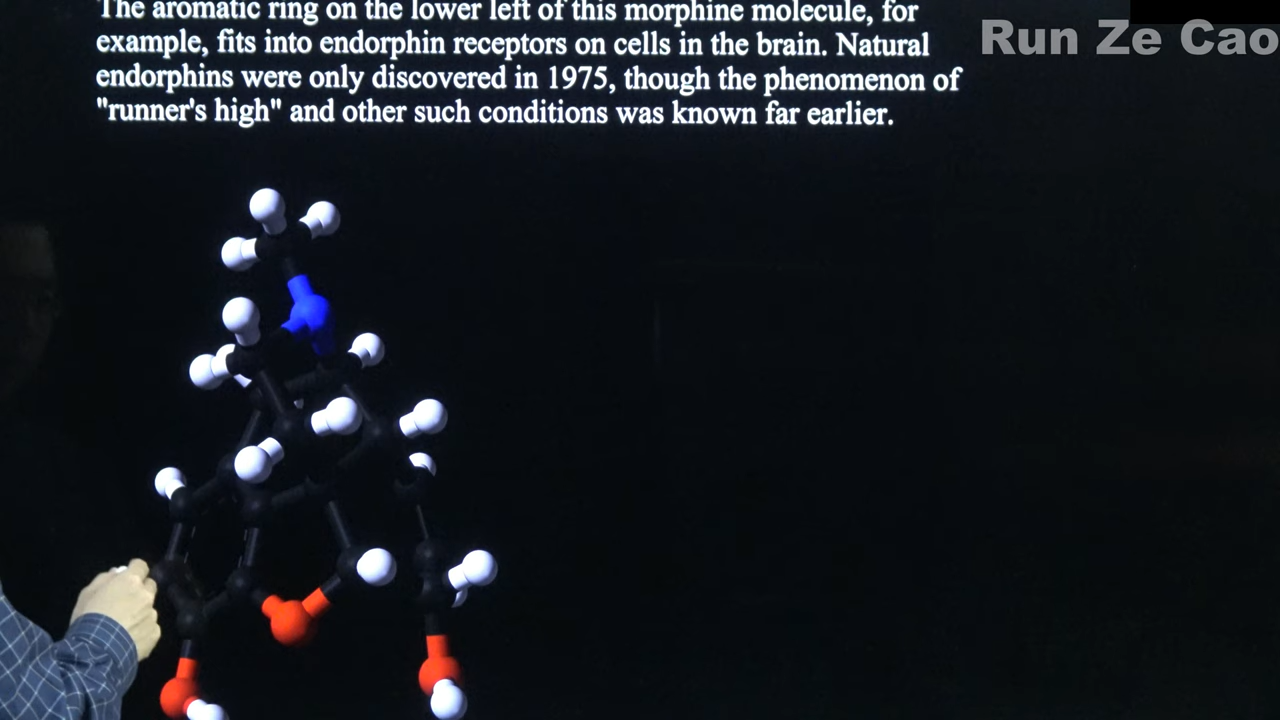 The aromatic ring on the lower left of this morphine molecule, for
example, fits into endorphin receptors on cells in the brain. Natural
endorphins were only discovered in 1975, though the phenomenon of
"runner's high" and other such conditions was known far earlier.
Run Ze Cao